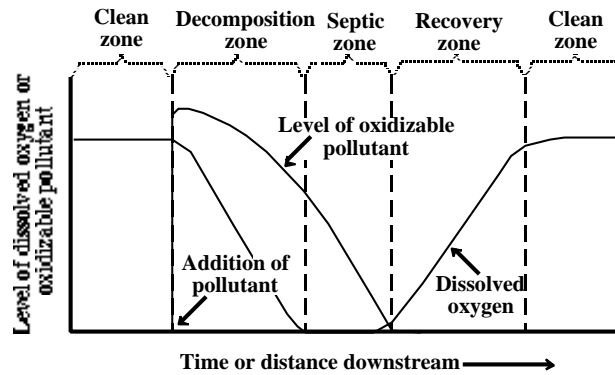 Clean
zone
Decomposition
zone
Septic
zone
Recovery
zone
Clean
zone
Level of dissolved oxygen or
oxidizable pollutant
Level of oxidizable
pollutant
Addition of
pollutant
Dissolved
oxygen
Time or distance downstream